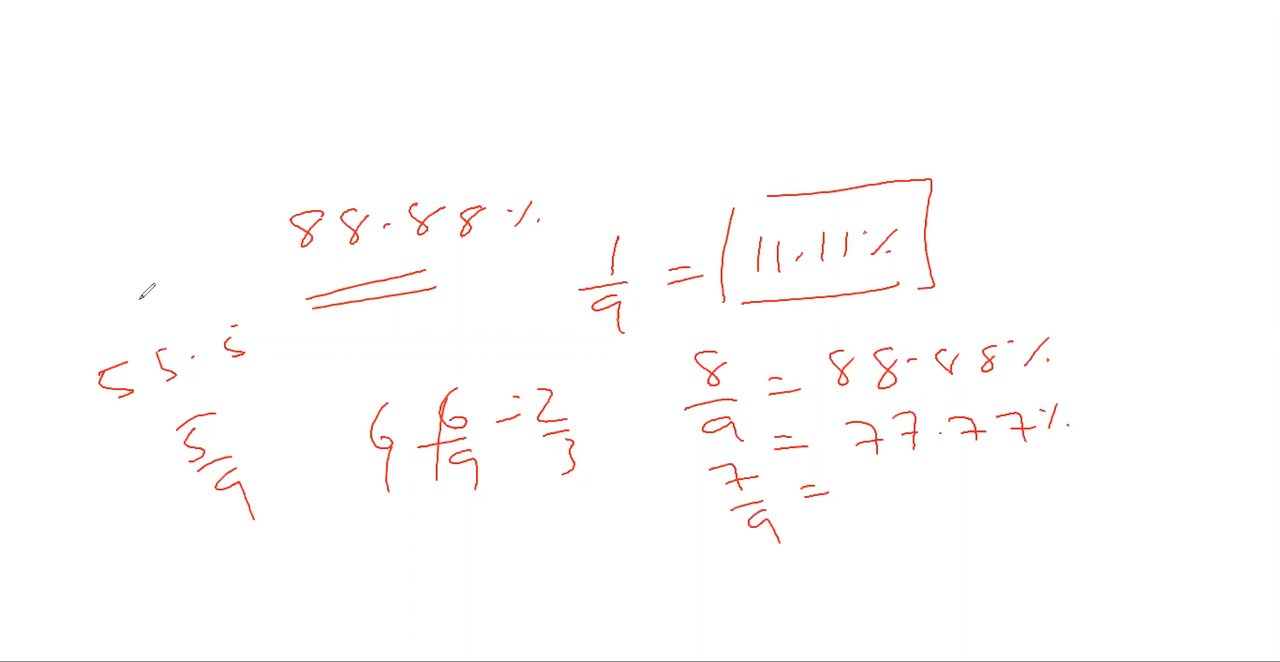 88.88%
1/9 = 11.11%
55.5
5/9
6/9 = 2/3
8/9 = 88.88%
= 77.77%
7/9 =